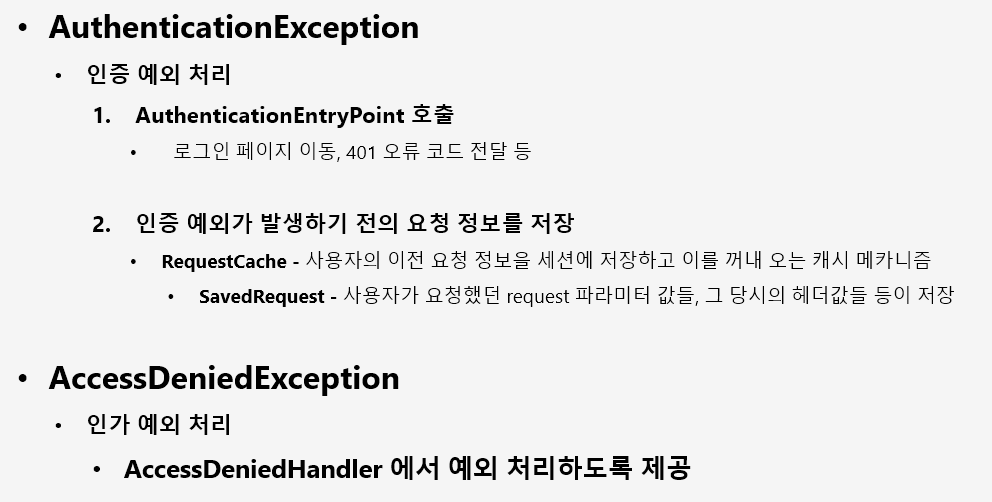 • AuthenticationException
• 인증 예외 처리
1. AuthenticationEntryPoint 호출
• 로그인 페이지 이동, 401 오류 코드 전달 등
2. 인증 예외가 발생하기 전의 요청 정보를 저장
• RequestCache - 사용자의 이전 요청 정보을 세션에 저장하고 이를 꺼내 오는 캐시 메카니즘
• SavedRequest - 사용자가 요청했던 request 파라미터 값들, 그 당시의 헤더값들 등이 저장
• AccessDeniedException
• 인가 예외 처리
• AccessDeniedHandler 에서 예외 처리하도록 제공